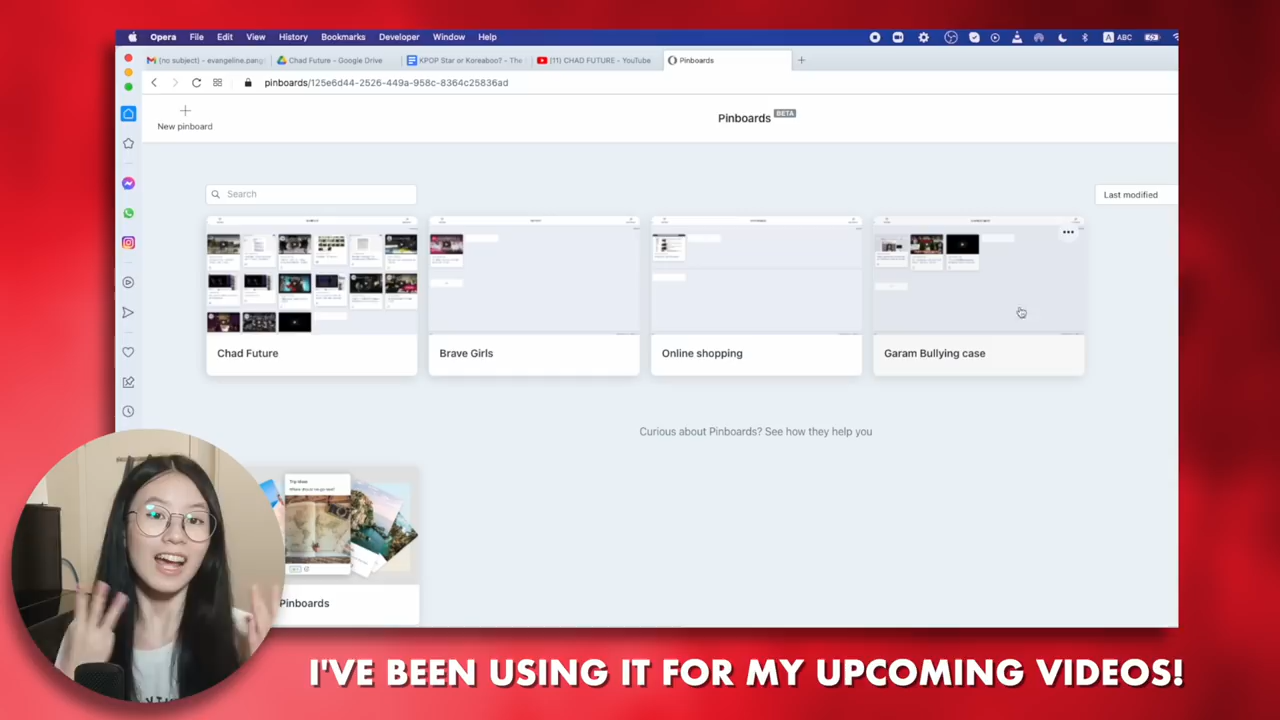 Opera File Edit View History Bookmarks Developer Window Help ABC
(no subject) - evangeline.pang Chad Future - Google Drive KPOP Star or Koreaboo? - The (11) CHAD FUTURE - YouTube Pinboards
pinboards/125e6d44-2526-449a-958c-8364c25836ad
New pinboard
Pinboards BETA
Search
Last modified
Chad Future
Brave Girls
Online shopping
Garam Bullying case
Curious about Pinboards? See how they help you
Trip ideas
Pinboards
I'VE BEEN USING IT FOR MY UPCOMING VIDEOS!